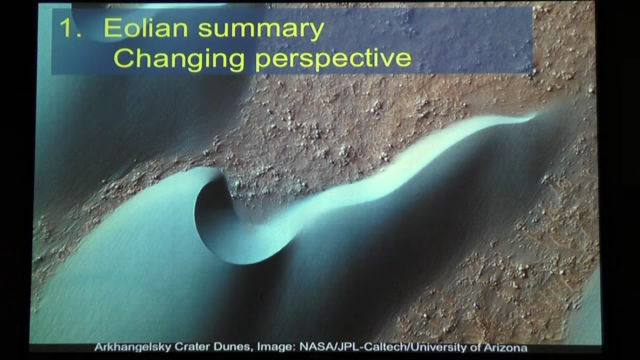 1. Eolian summary
Changing perspective
Arkhangelsky Crater Dunes, Image: NASA/JPL-Caltech/University of Arizona